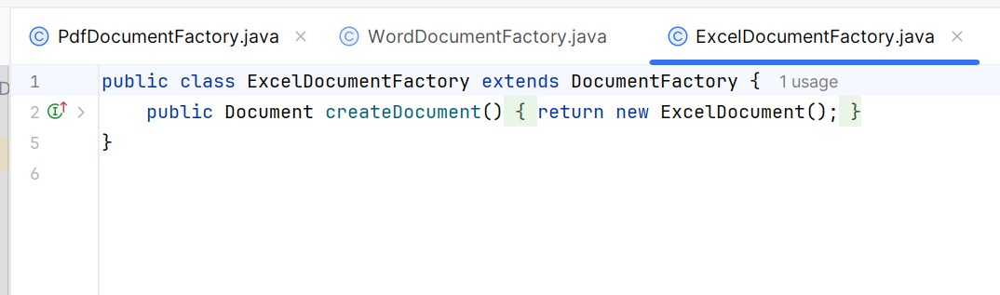 PdfDocumentFactory.java WordDocumentFactory.java ExcelDocumentFactory.java
1 public class ExcelDocumentFactory extends DocumentFactory { 1 usage
2 public Document createDocument() { return new ExcelDocument(); }
5 }
6